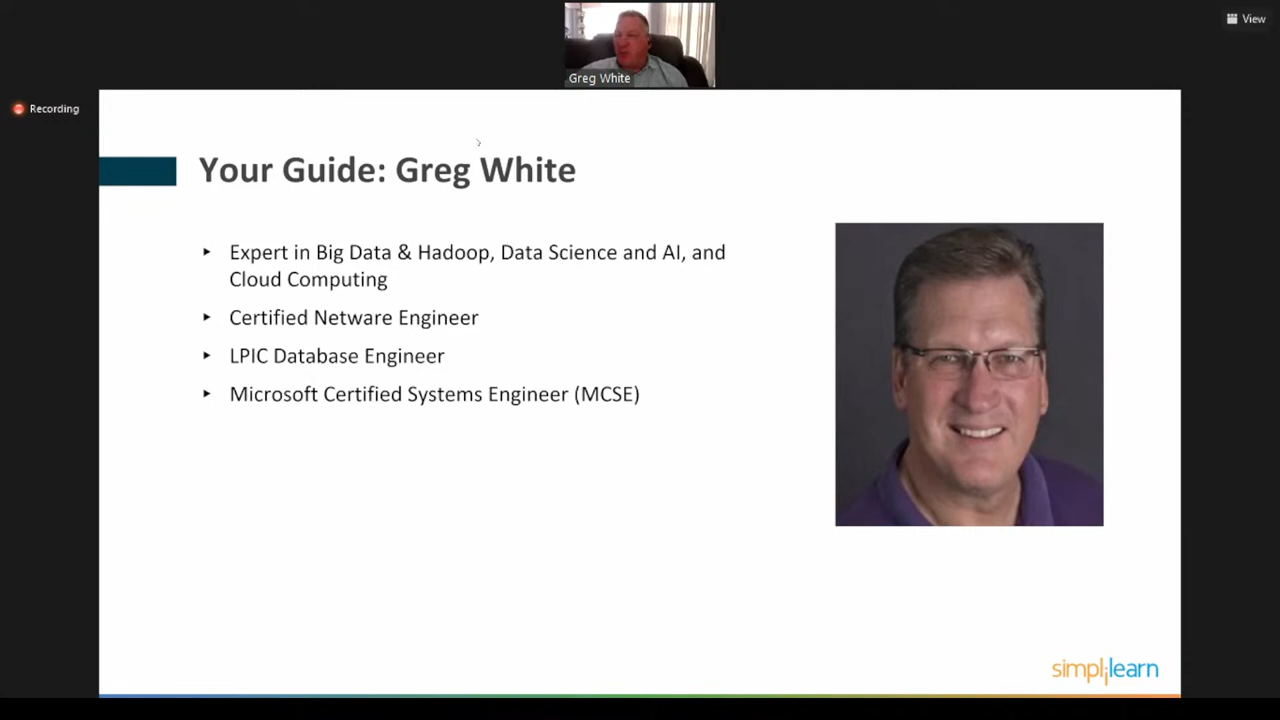 View
Greg White
Recording
Your Guide: Greg White
Expert in Big Data & Hadoop, Data Science and AI, and
Cloud Computing
Certified Netware Engineer
LPIC Database Engineer
Microsoft Certified Systems Engineer (MCSE)
simplilearn